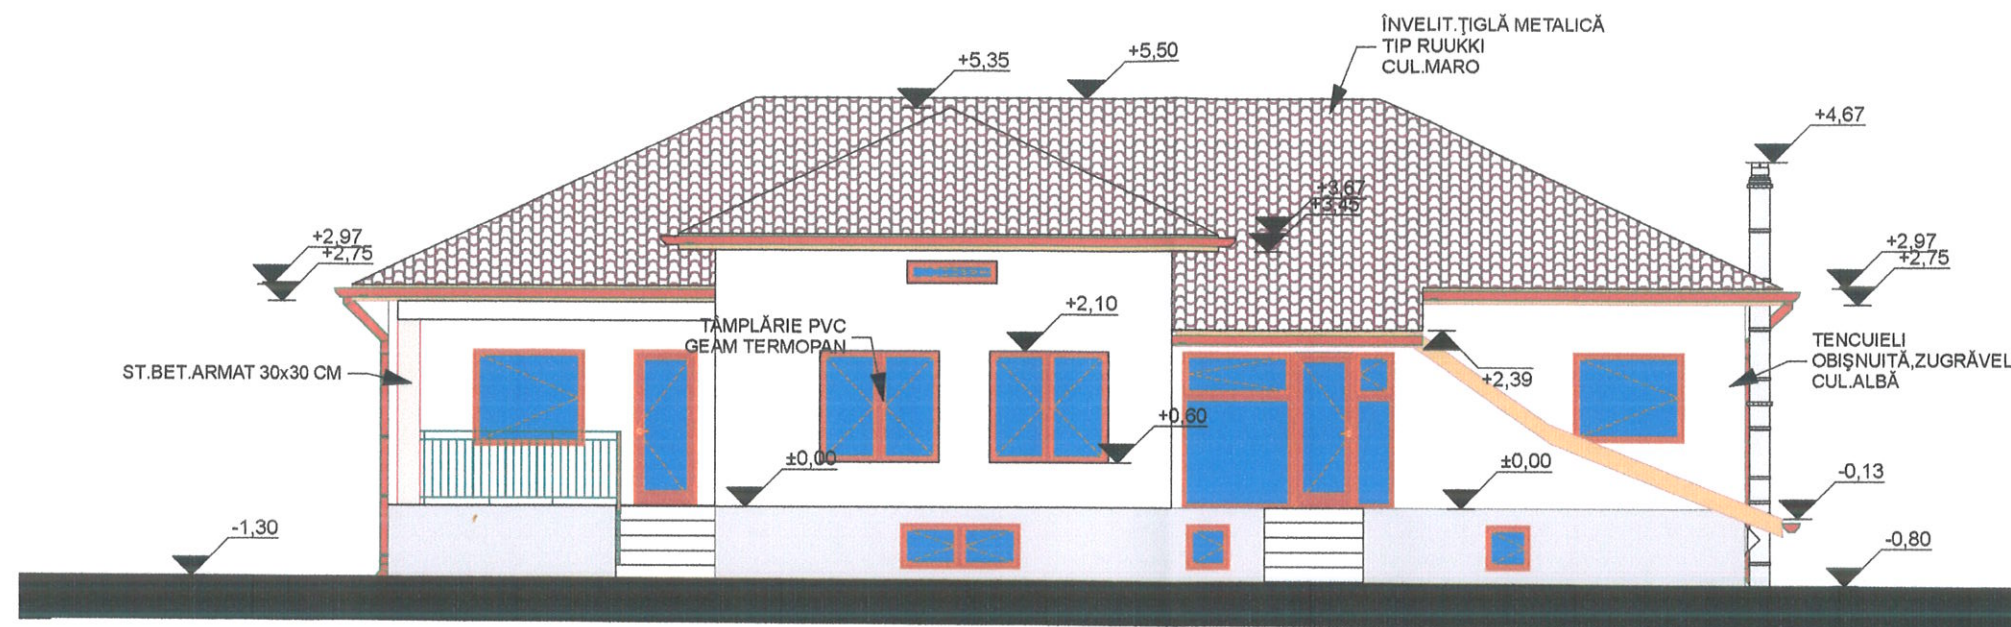 ÎNVELIT.ŢIGLĂ METALICĂ
TIP RUUKKI
CUL.MARO
+5,35
+5,50
+4,67
+3,67
+3,45
+2,97
+2,75
+2,97
+2,75
+2,10
TÂMPLĂRIE PVC
GEAM TERMOPAN
ST.BET.ARMAT 30x30 CM
TENCUIELI
OBIŞNUITĂ,ZUGRĂVEL
CUL.ALBĂ
+2,39
+0,60
±0,00
±0,00
-0,13
-1,30
-0,80